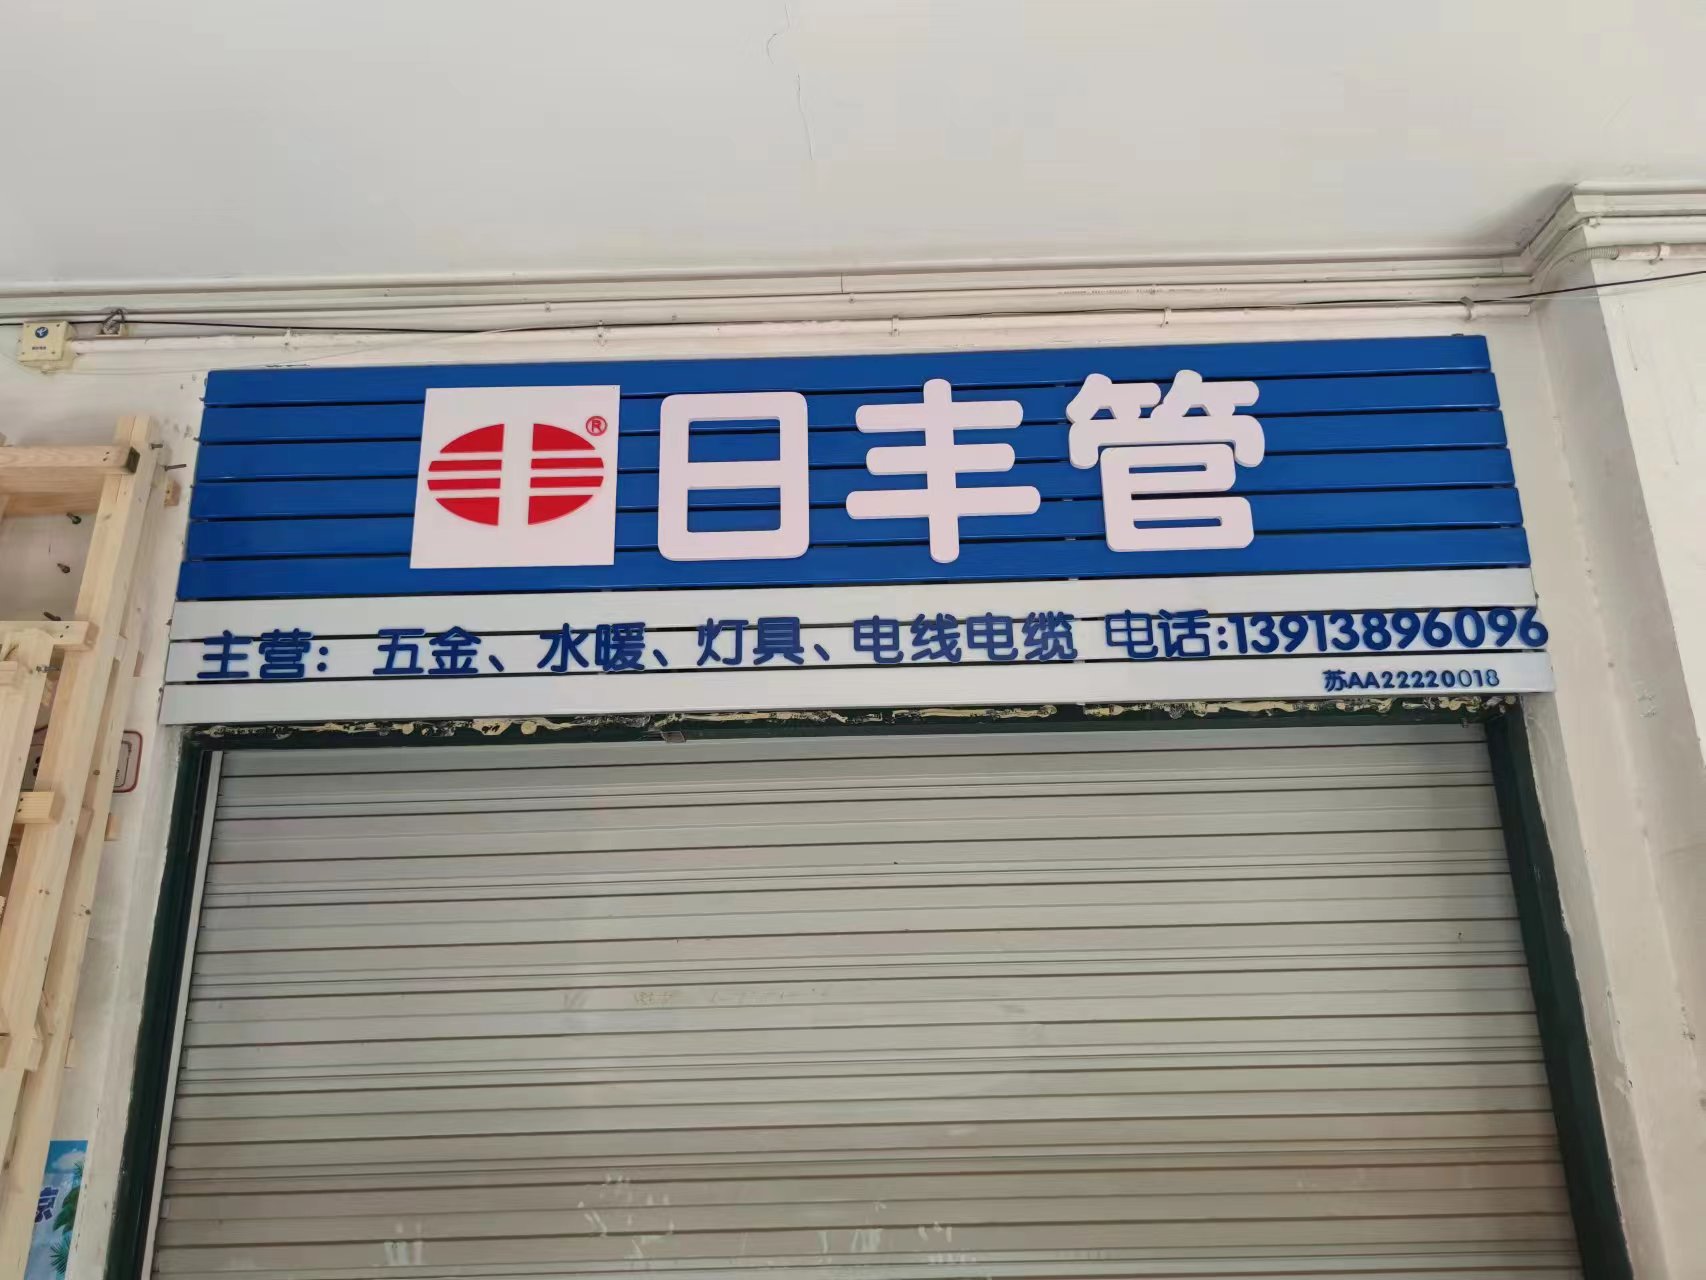 ® 日丰管
主营： 五金、水暖、灯具、电线电缆 电话:13913896096
苏AA22220018